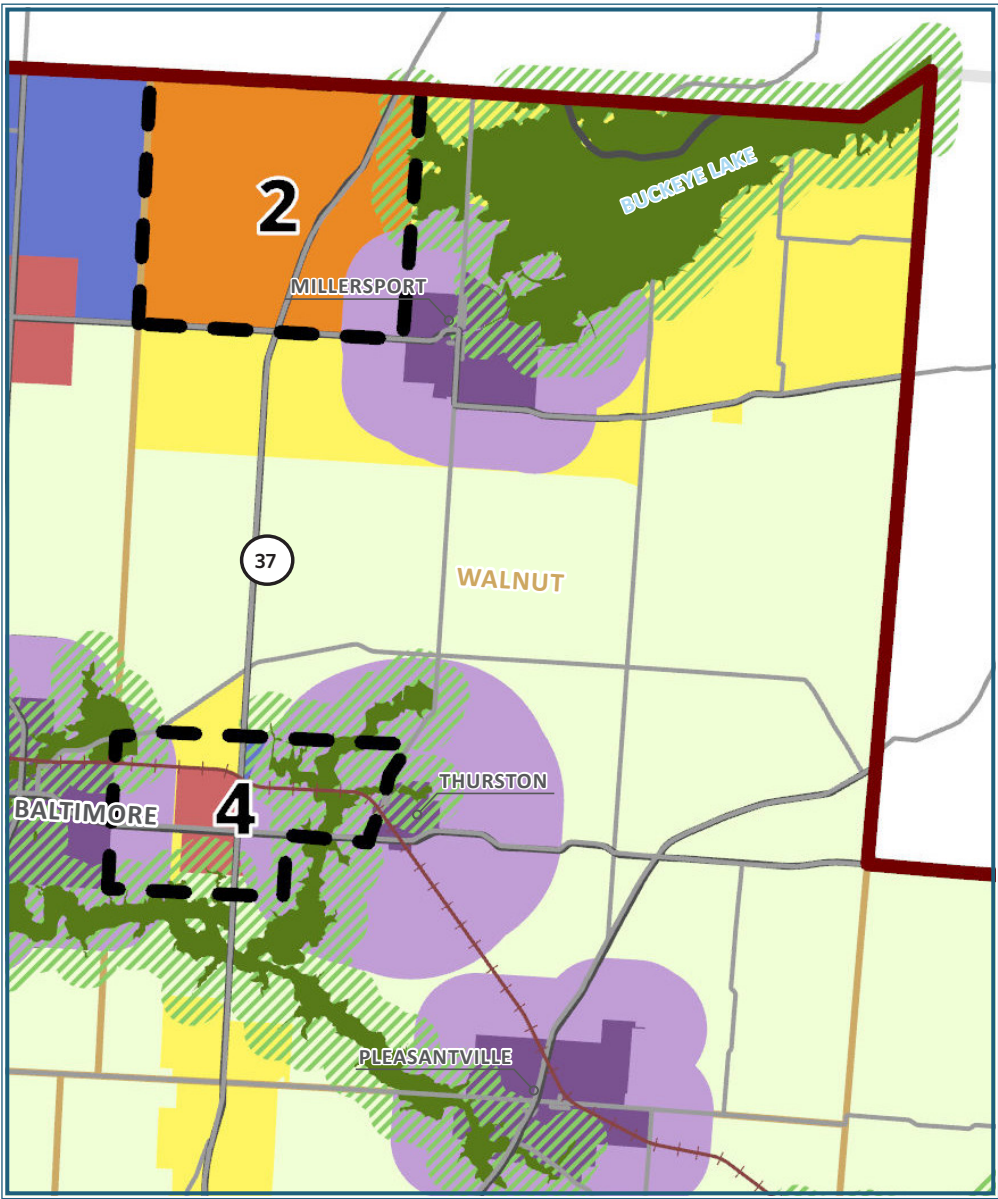 BUCKEYE LAKE
2
MILLERSPORT
37
WALNUT
THURSTON
BALTIMORE
4
PLEASANTVILLE